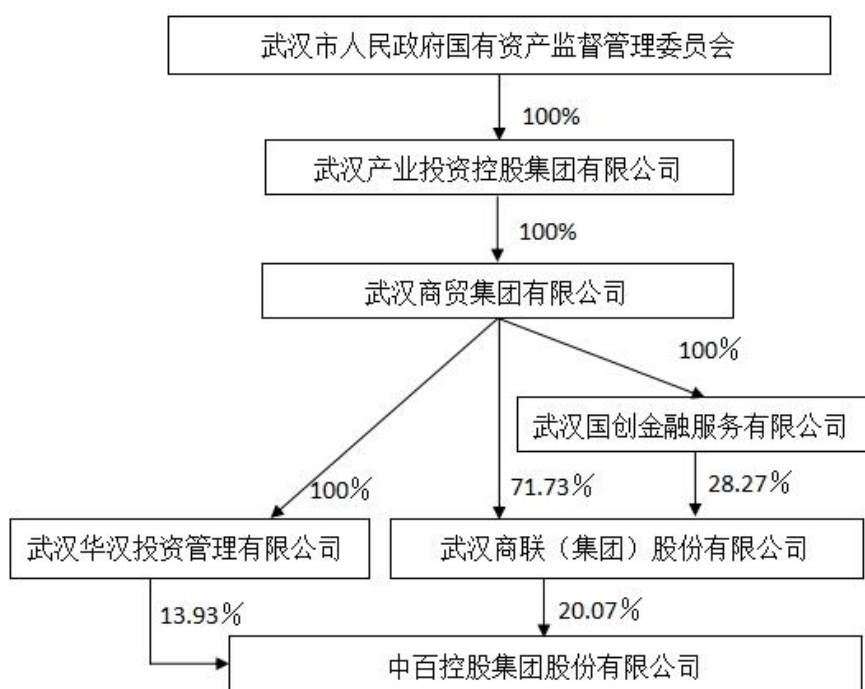 武汉市人民政府国有资产监督管理委员会
100%
武汉产业投资控股集团有限公司
100%
武汉商贸集团有限公司
100%
武汉国创金融服务有限公司
100%
71.73%
28.27%
武汉华汉投资管理有限公司
武汉商联（集团）股份有限公司
13.93%
20.07%
中百控股集团股份有限公司